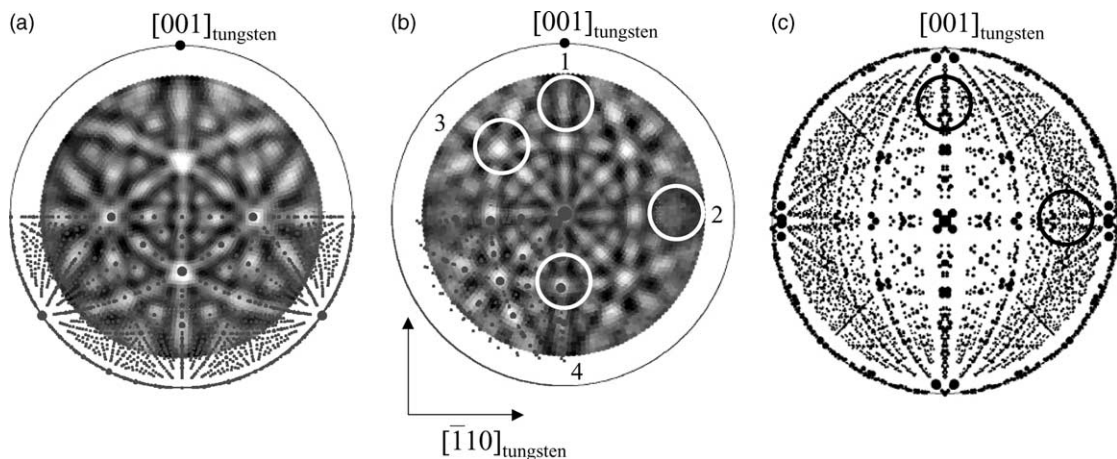 (a)
[001]tungsten
(b)
[001]tungsten
(c)
[001]tungsten
1
3
2
4
[1̅10]tungsten